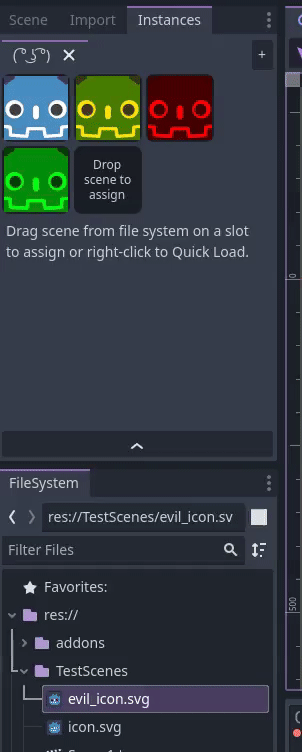 Scene Import Instances
( ͡° ͜ʖ ͡°)
+
Drop
scene to
assign
Drag scene from file system on a slot
to assign or right-click to Quick Load.
FileSystem
res://TestScenes/evil_icon.sv
Filter Files
Favorites:
res://
addons
TestScenes
evil_icon.svg
icon.svg
0
500